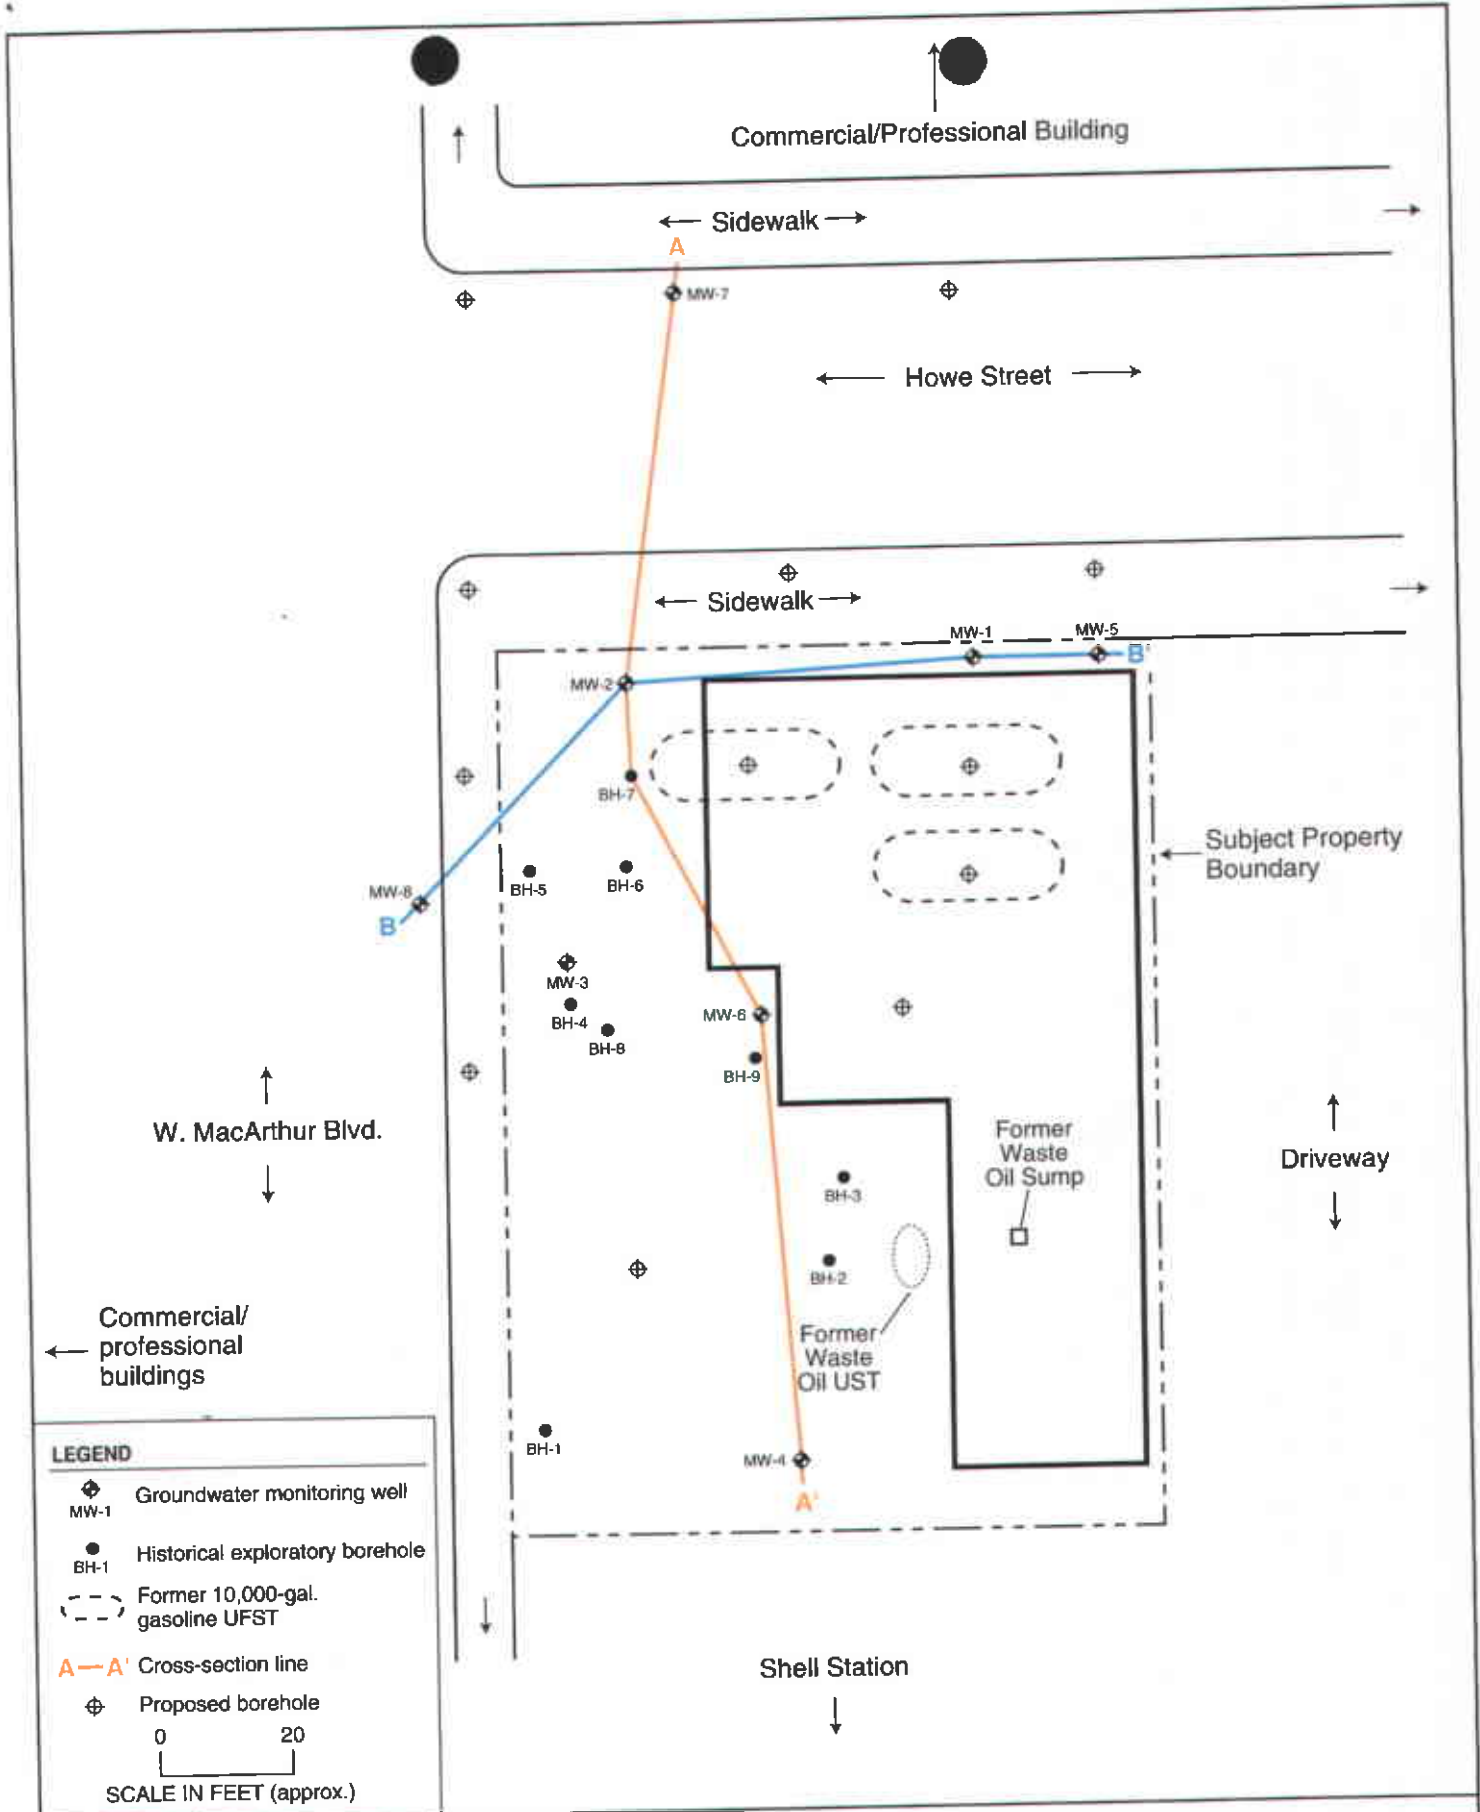 Commercial/Professional Building
Sidewalk
A
MW-7
Howe Street
Sidewalk
MW-1
MW-5
B'
MW-2
BH-7
Subject Property
Boundary
BH-5
BH-6
MW-8
B
MW-3
BH-4
BH-8
MW-6
BH-9
W. MacArthur Blvd.
Former
Waste
Oil Sump
Driveway
BH-3
BH-2
Commercial/
professional
buildings
Former
Waste
Oil UST
BH-1
MW-4
A'
LEGEND
MW-1 Groundwater monitoring well
BH-1 Historical exploratory borehole
Former 10,000-gal.
gasoline UFST
A A' Cross-section line
Proposed borehole
0 20
SCALE IN FEET (approx.)
Shell Station